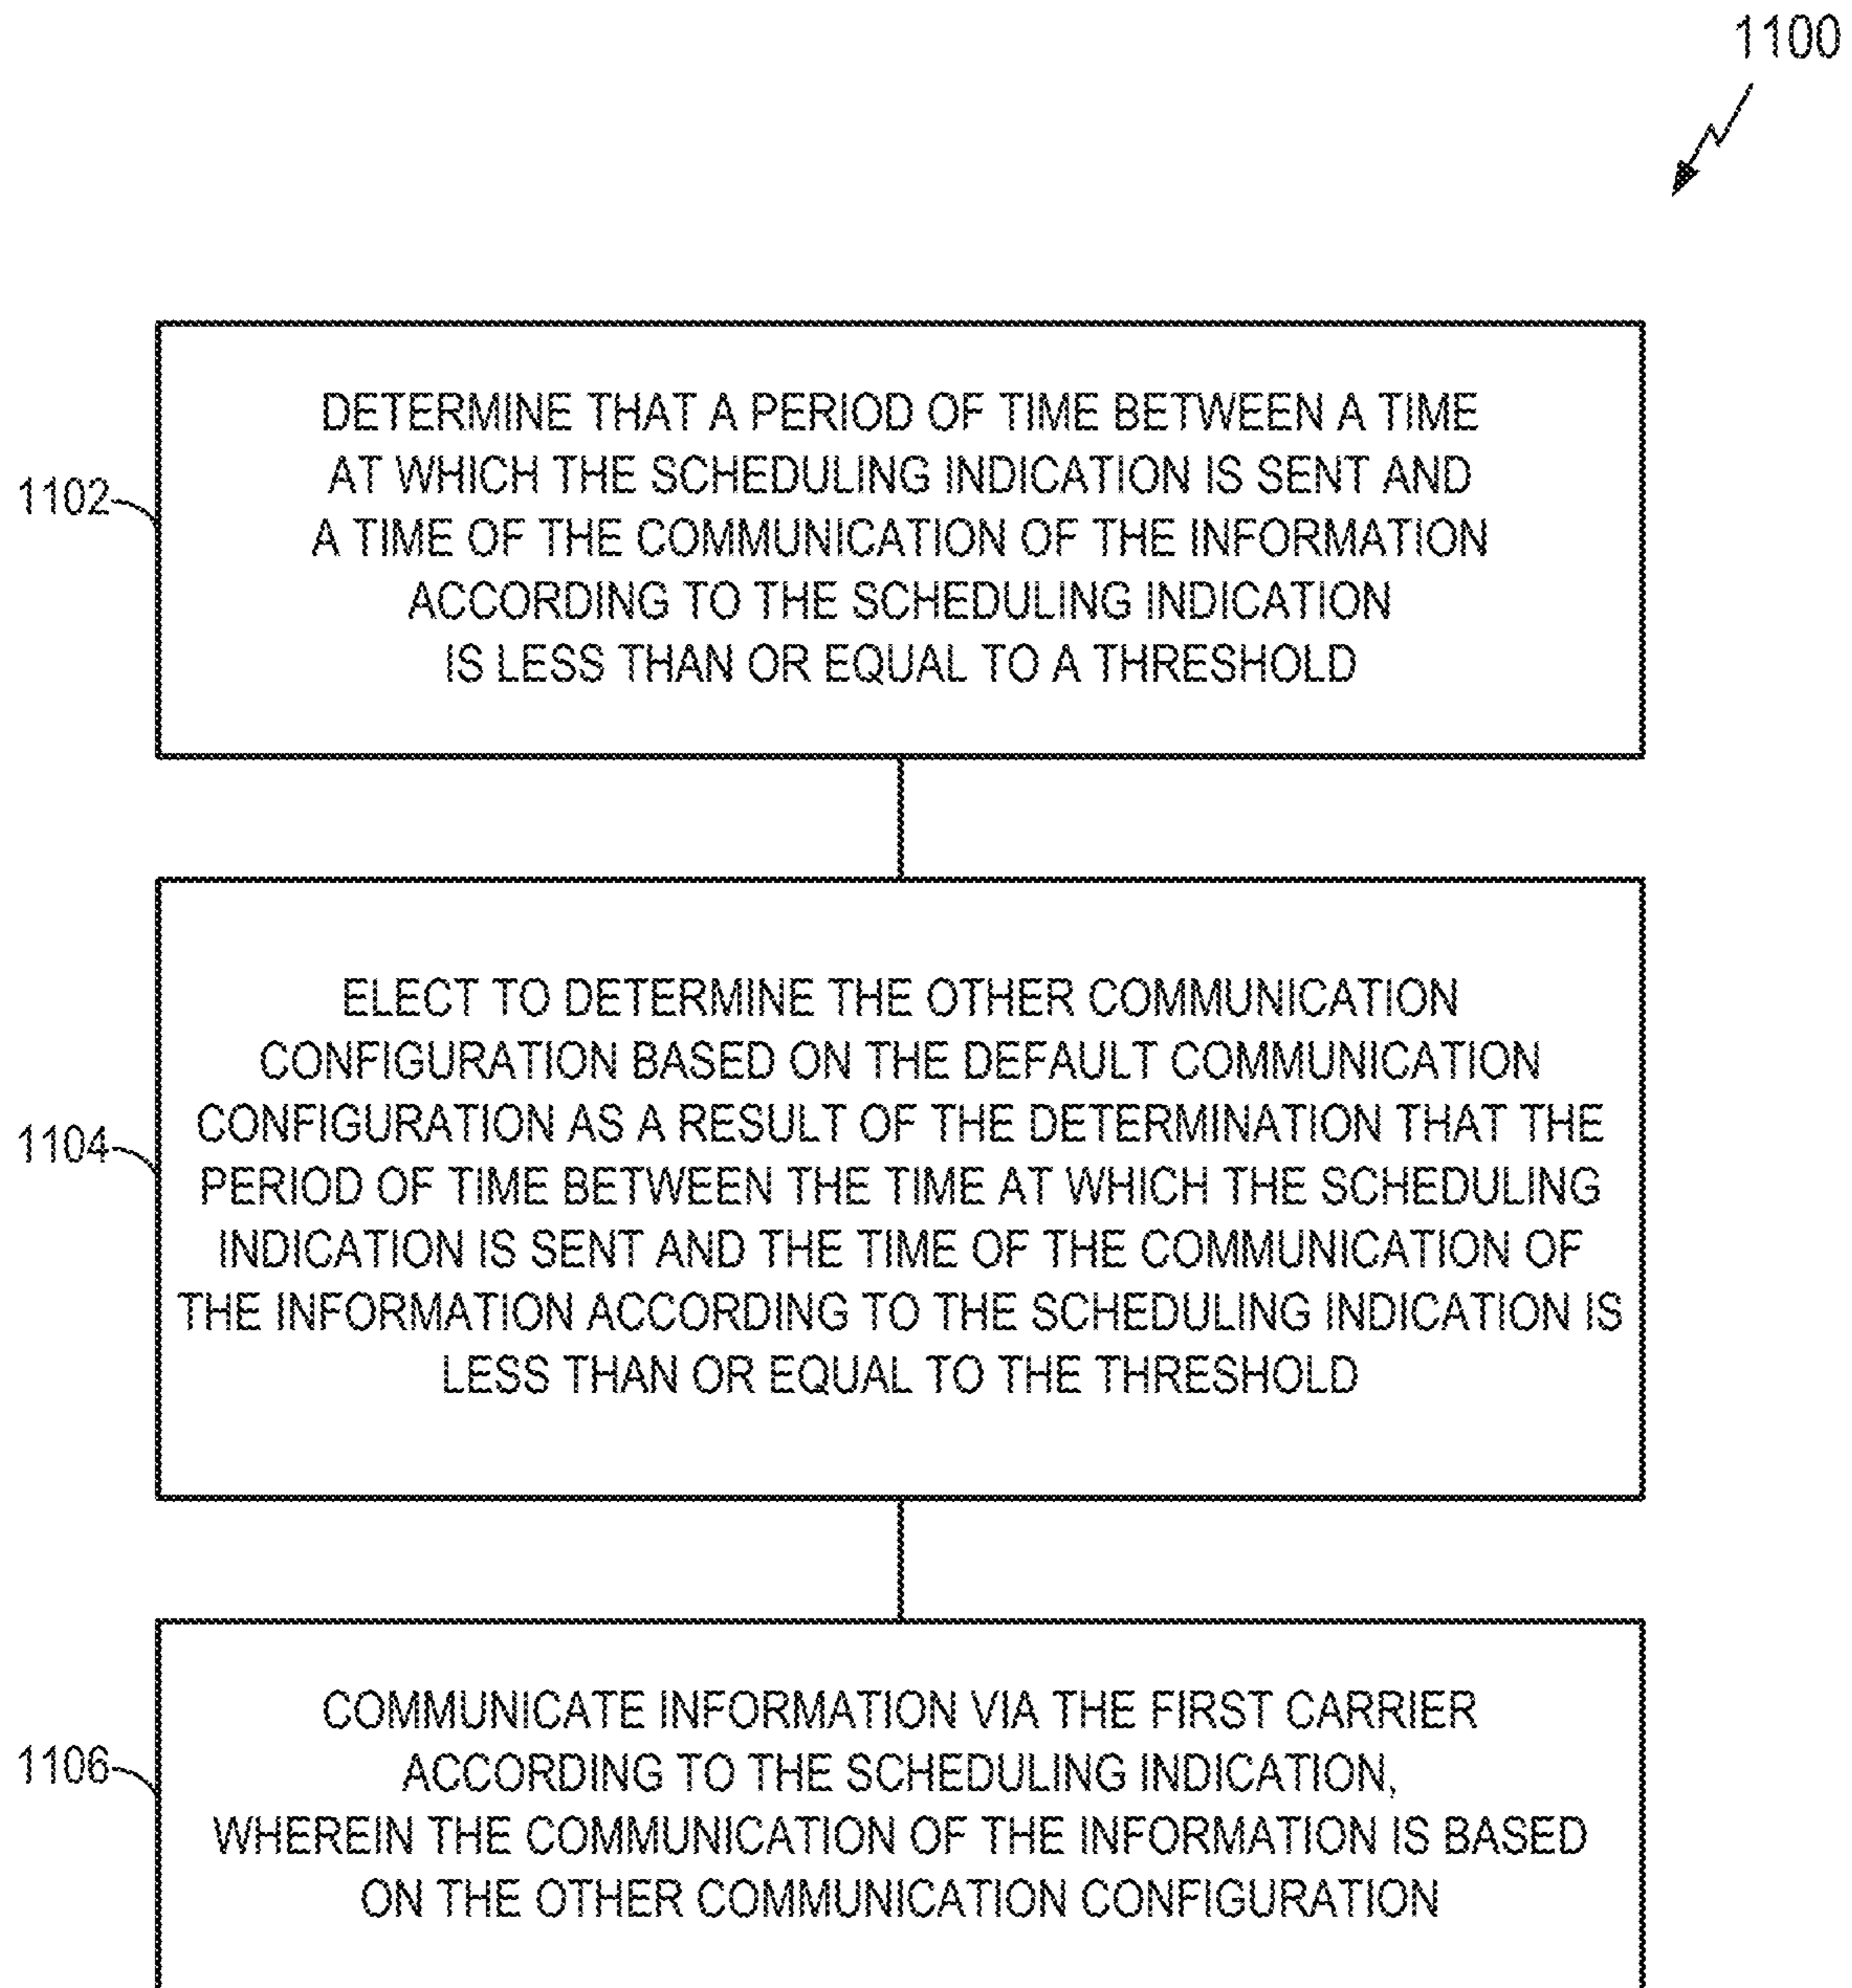 1100
1102
DETERMINE THAT A PERIOD OF TIME BETWEEN A TIME
AT WHICH THE SCHEDULING INDICATION IS SENT AND
A TIME OF THE COMMUNICATION OF THE INFORMATION
ACCORDING TO THE SCHEDULING INDICATION
IS LESS THAN OR EQUAL TO A THRESHOLD
1104
ELECT TO DETERMINE THE OTHER COMMUNICATION
CONFIGURATION BASED ON THE DEFAULT COMMUNICATION
CONFIGURATION AS A RESULT OF THE DETERMINATION THAT THE
PERIOD OF TIME BETWEEN THE TIME AT WHICH THE SCHEDULING
INDICATION IS SENT AND THE TIME OF THE COMMUNICATION OF
THE INFORMATION ACCORDING TO THE SCHEDULING INDICATION IS
LESS THAN OR EQUAL TO THE THRESHOLD
1106
COMMUNICATE INFORMATION VIA THE FIRST CARRIER
ACCORDING TO THE SCHEDULING INDICATION,
WHEREIN THE COMMUNICATION OF THE INFORMATION IS BASED
ON THE OTHER COMMUNICATION CONFIGURATION